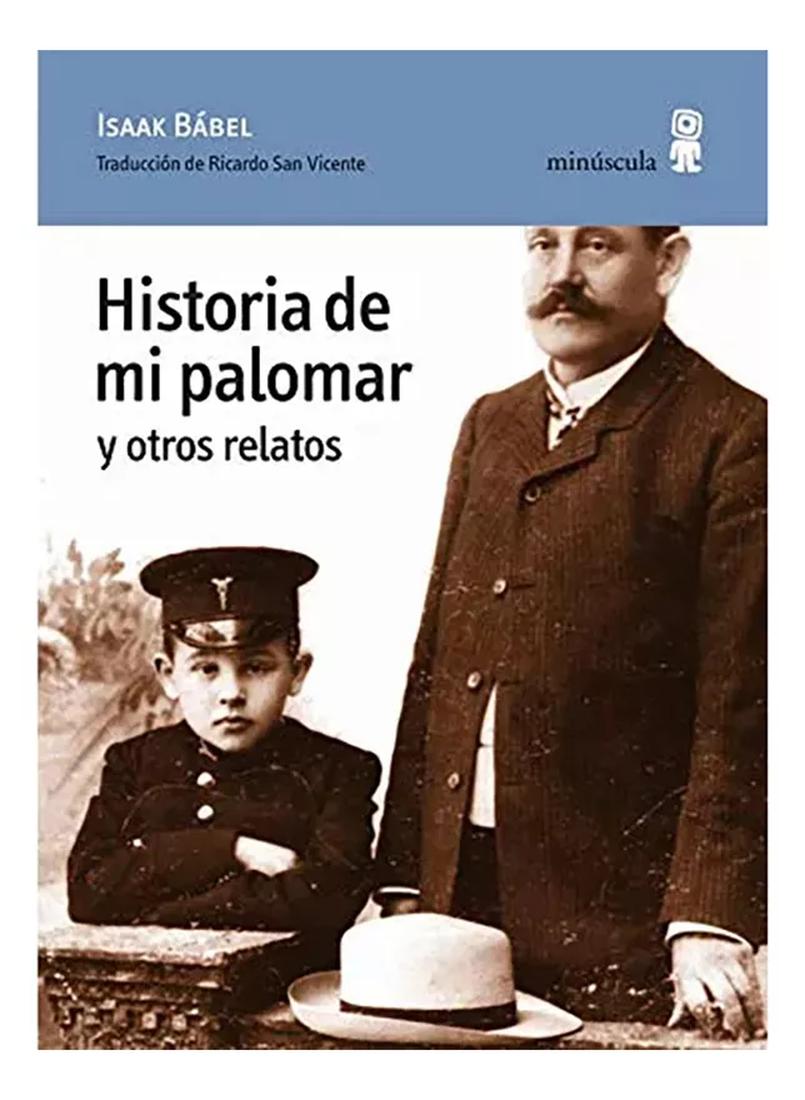 ISAAK BÁBEL
Traducción de Ricardo San Vicente
minúscula
Historia de
mi palomar
y otros relatos